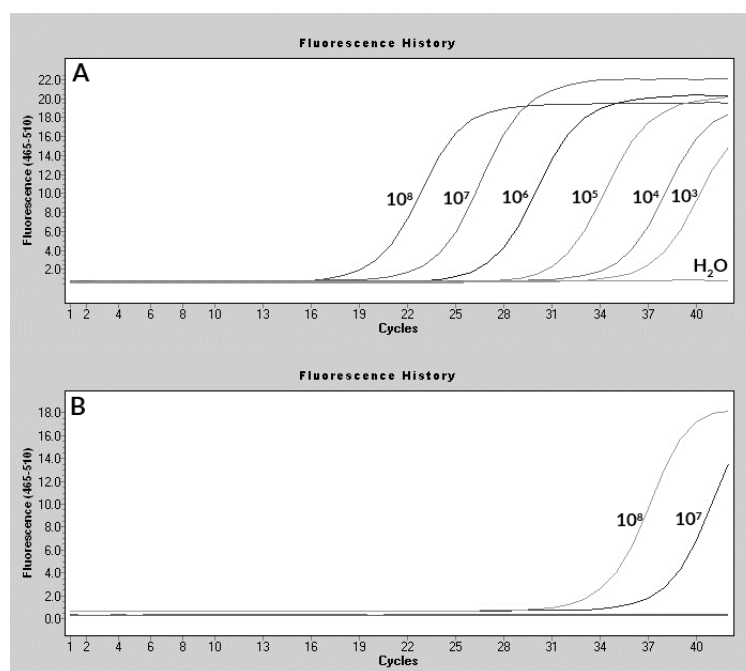 Fluorescence History
A
Fluorescence (465-510)
22.0
20.0
18.0
16.0
14.0
12.0
10.0
8.0
6.0
4.0
2.0
10⁸
10⁷
10⁶
10⁵
10⁴
10³
H₂O
1 2 4 6 8 10 13 16 19 22 25 28 31 34 37 40
Cycles
Fluorescence History
B
Fluorescence (465-510)
18.0
16.0
14.0
12.0
10.0
8.0
6.0
4.0
2.0
0.0
10⁸
10⁷
1 2 4 6 8 10 13 16 19 22 25 28 31 34 37 40
Cycles